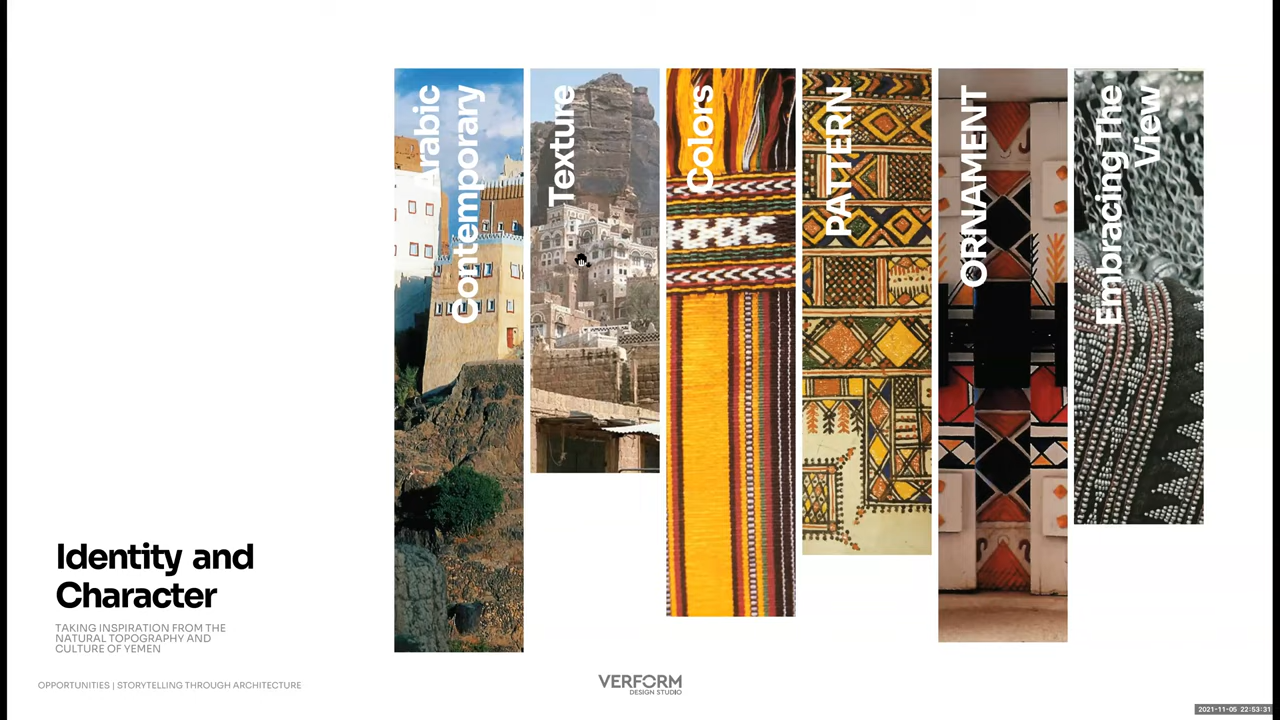 Arabic
Contemporary
Texture
Colors
PATTERN
ORNAMENT
Embracing The
View
Identity and
Character
TAKING INSPIRATION FROM THE
NATURAL TOPOGRAPHY AND
CULTURE OF YEMEN
OPPORTUNITIES | STORYTELLING THROUGH ARCHITECTURE
VERFORM
DESIGN STUDIO
2021-11-05 22:53:31